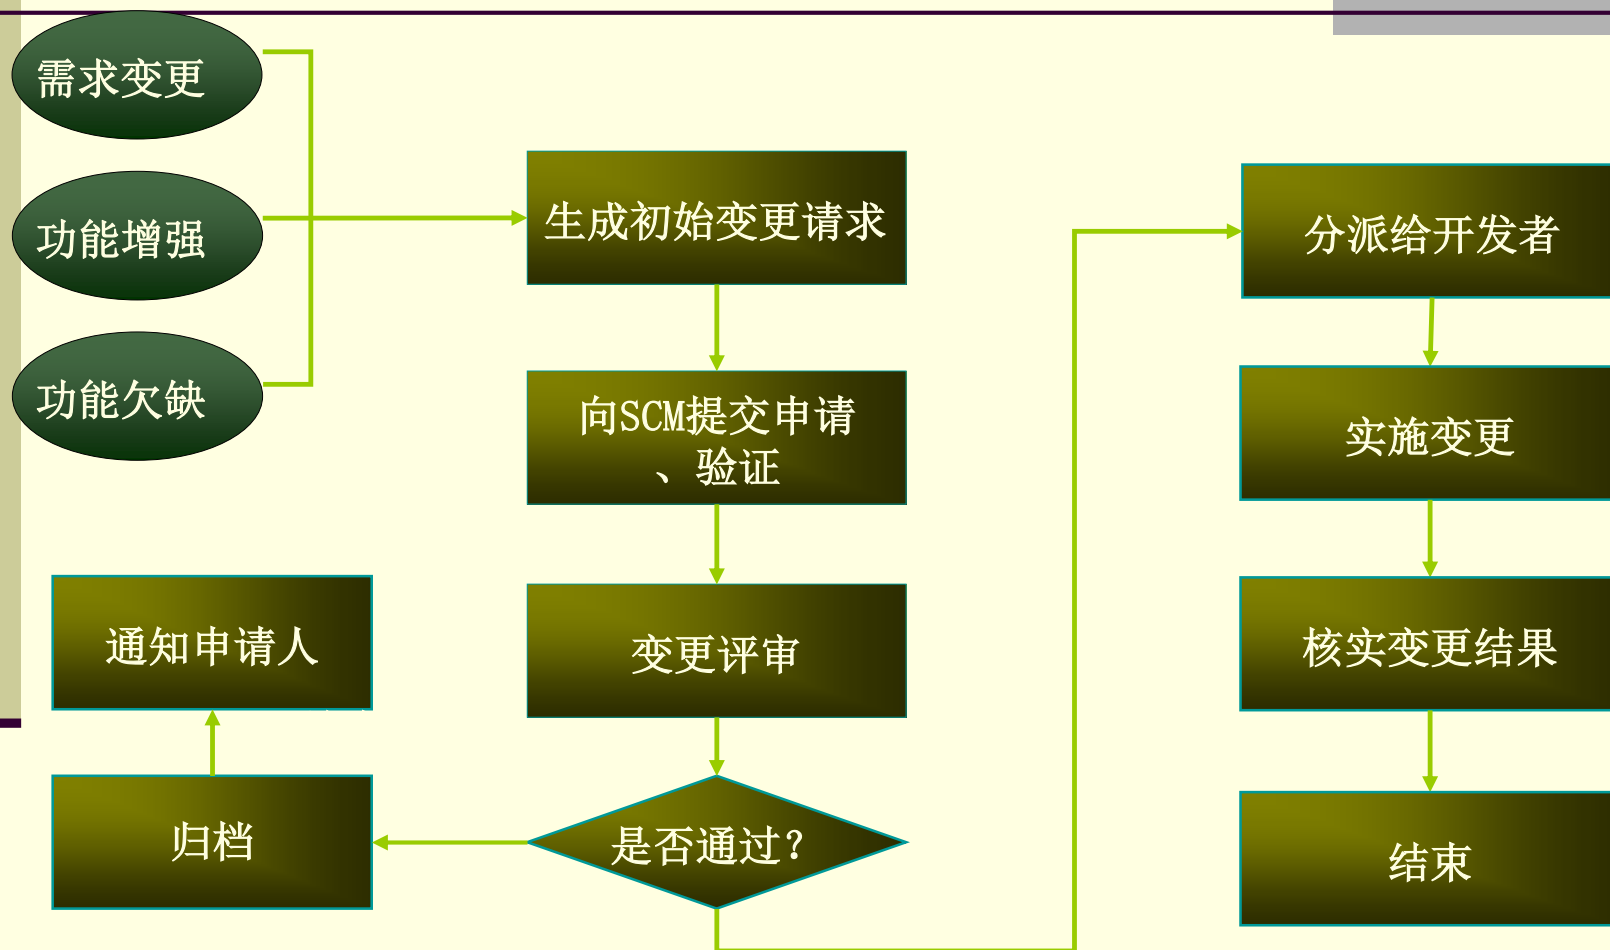 需求变更
功能增强
功能欠缺
生成初始变更请求
向SCM提交申请
、验证
变更评审
是否通过?
归档
通知申请人
分派给开发者
实施变更
核实变更结果
结束